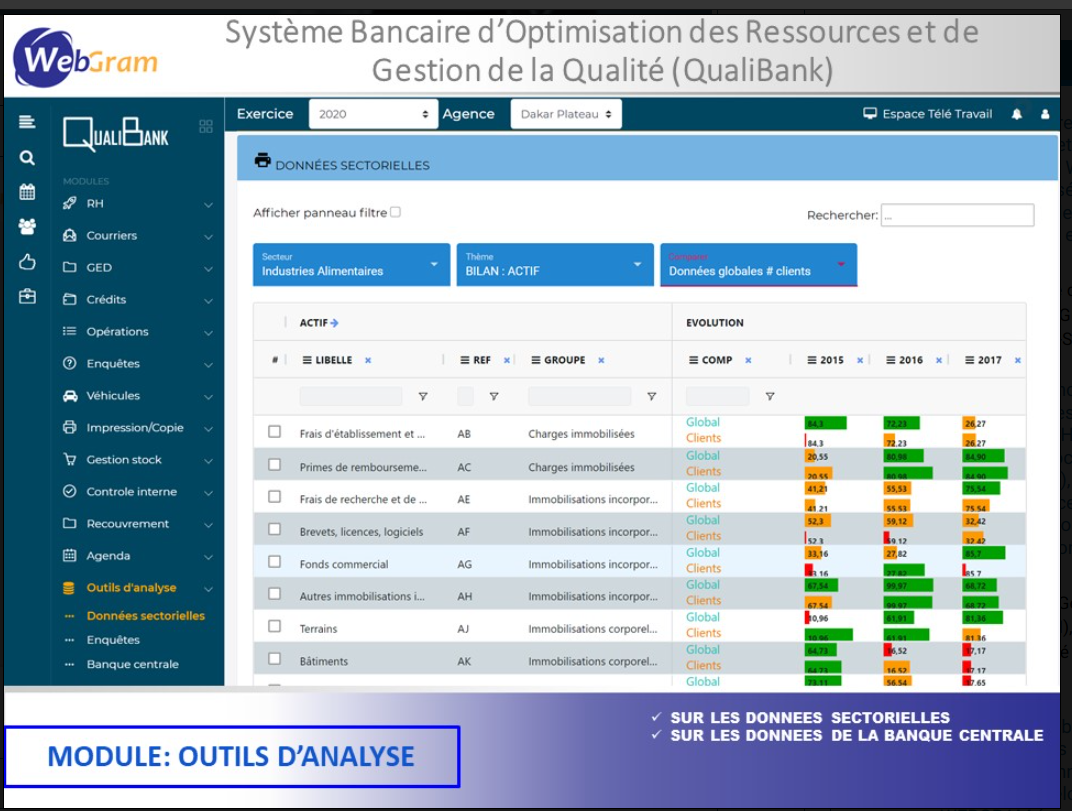 WebGram
Système Bancaire d'Optimisation des Ressources et de
Gestion de la Qualité (QualiBank)
QUALIBANK
Exercice 2020 Agence Dakar Plateau Espace Télé Travail
MODULES
RH
Courriers
GED
Crédits
Opérations
Enquêtes
Véhicules
Impression/Copie
Gestion stock
Controle interne
Recouvrement
Agenda
Outils d'analyse
Données sectorielles
Enquêtes
Banque centrale
DONNÉES SECTORIELLES
Afficher panneau filtre
Rechercher: ...
Secteur
Industries Alimentaires
Thème
BILAN : ACTIF
Données globales # clients
ACTIF EVOLUTION
# LIBELLE REF GROUPE COMP 2015 2016 2017
Frais d'établissement et ... AB Charges immobilisées
Global 84,3 72,23 26,27
Clients 84,3 72,23 26,27
Primes de rembourseme... AC Charges immobilisées
Global 20,55 80,98 84,90
Clients 20,55 80,98 84,90
Frais de recherche et de ... AE Immobilisations incorpor...
Global 41,21 55,53 75,54
Clients 41,21 55,53 75,54
Brevets, licences, logiciels AF Immobilisations incorpor...
Global 52,3 59,12 32,42
Clients 52,3 59,12 32,42
Fonds commercial AG Immobilisations incorpor...
Global 33,16 27,82 85,7
Clients 33,16 27,82 85,7
Autres immobilisations i... AH Immobilisations incorpor...
Global 67,54 99,97 68,72
Clients 67,54 99,97 68,72
Terrains AJ Immobilisations corporel...
Global 10,96 61,91 81,36
Clients 10,96 61,91 81,36
Bâtiments AK Immobilisations corporel...
Global 64,73 16,52 17,17
Clients 64,73 16,52 17,17
Global 73,11 56,54 37,65
MODULE: OUTILS D'ANALYSE
SUR LES DONNEES SECTORIELLES
SUR LES DONNEES DE LA BANQUE CENTRALE